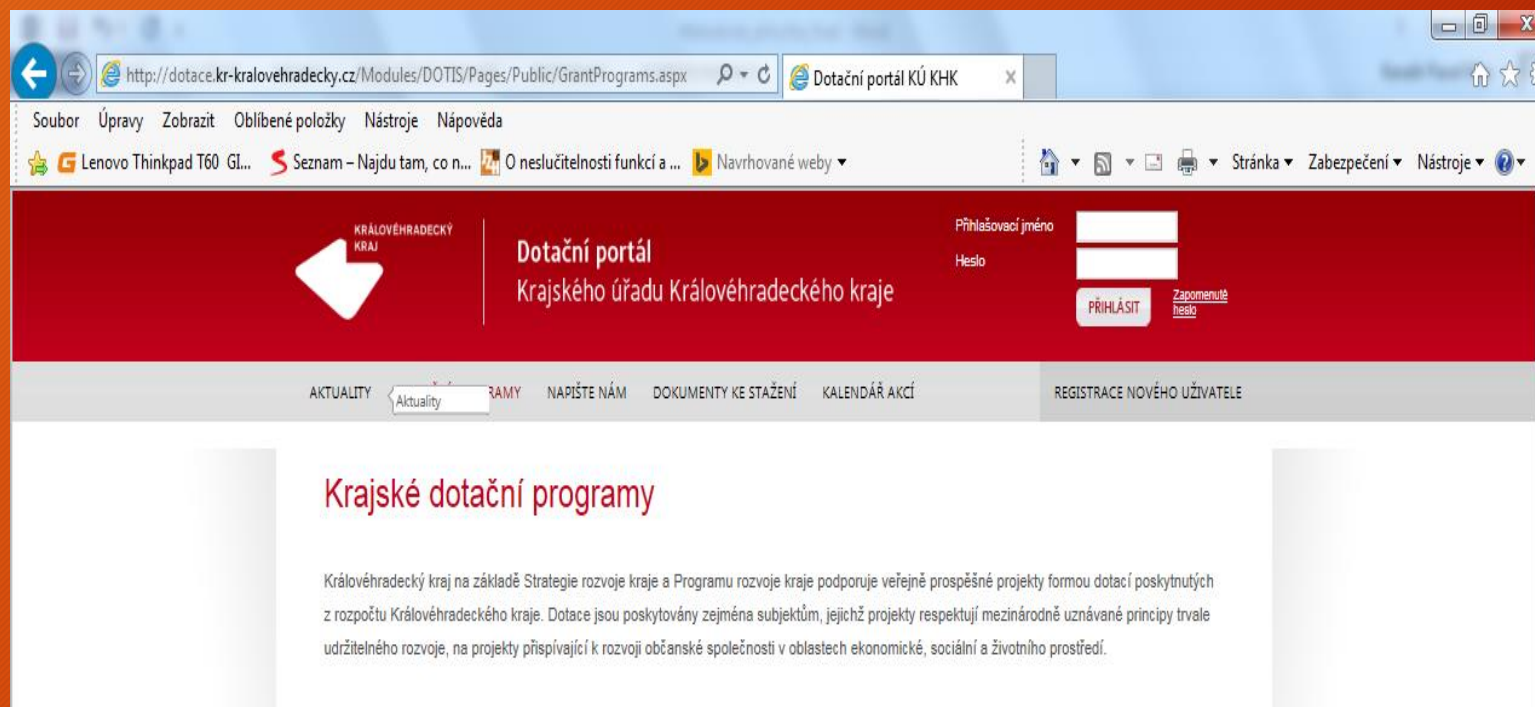 http://dotace.kr-kralovehradecky.cz/Modules/DOTIS/Pages/Public/GrantPrograms.aspx
Dotační portál KÚ KHK
Soubor Úpravy Zobrazit Oblíbené položky Nástroje Nápověda
Lenovo Thinkpad T60 GI... Seznam – Najdu tam, co n... O neslučitelnosti funkcí a ... Navrhované weby Stránka Zabezpečení Nástroje
KRÁLOVÉHRADECKÝ
KRAJ
Dotační portál
Krajského úřadu Královéhradeckého kraje
Přihlašovací jméno
Heslo
PŘIHLÁSIT
Zapomenuté
heslo
AKTUALITY RAMY NAPIŠTE NÁM DOKUMENTY KE STAŽENÍ KALENDÁŘ AKCÍ REGISTRACE NOVÉHO UŽIVATELE
Aktuality
Krajské dotační programy
Královéhradecký kraj na základě Strategie rozvoje kraje a Programu rozvoje kraje podporuje veřejně prospěšné projekty formou dotací poskytnutých
z rozpočtu Královéhradeckého kraje. Dotace jsou poskytovány zejména subjektům, jejichž projekty respektují mezinárodně uznávané principy trvale
udržitelného rozvoje, na projekty přispívající k rozvoji občanské společnosti v oblastech ekonomické, sociální a životního prostředí.